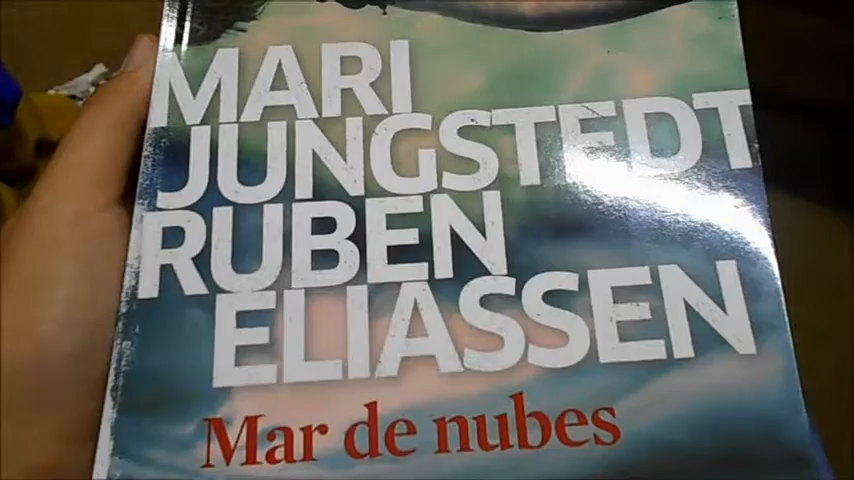 MARI
JUNGSTEDT
RUBEN
ELIASSEN
Mar de nubes